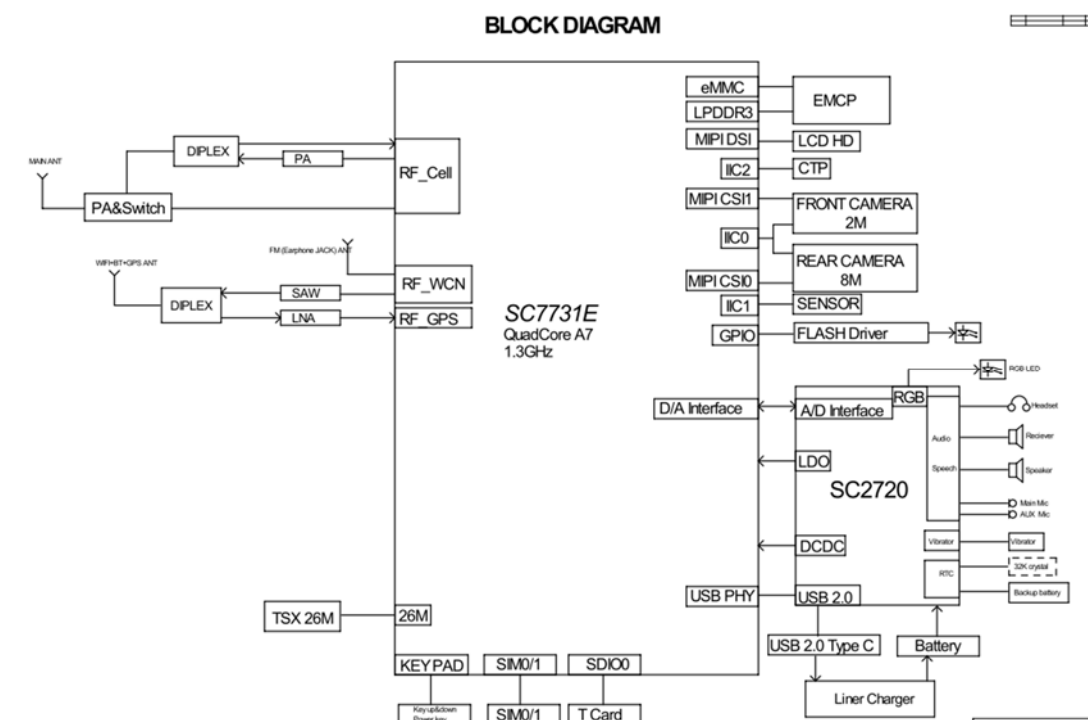 BLOCK DIAGRAM
eMMC
LPDDR3
EMCP
MIPI DSI
LCD HD
IIC2
CTP
MIPI CSI1
FRONT CAMERA
2M
IIC0
REAR CAMERA
8M
MIPI CSI0
IIC1
SENSOR
GPIO
FLASH Driver
MAIN ANT
DIPLEX
PA
RF_Cell
PA&Switch
FM (Earphone JACK) ANT
WIFI+BT+GPS ANT
RF_WCN
SAW
DIPLEX
LNA
RF_GPS
SC7731E
QuadCore A7
1.3GHz
RGB LED
RGB
D/A Interface
A/D Interface
Headset
Audio
Reciever
LDO
Speech
Speaker
SC2720
Main Mic
AUX Mic
DCDC
Vibrator
Vibrator
RTC
32K crystal
Backup battery
USB PHY
USB 2.0
TSX 26M
26M
USB 2.0 Type C
Battery
KEYPAD
SIM0/1
SDIO0
Liner Charger
Key up&down
Power key
SIM0/1
T Card